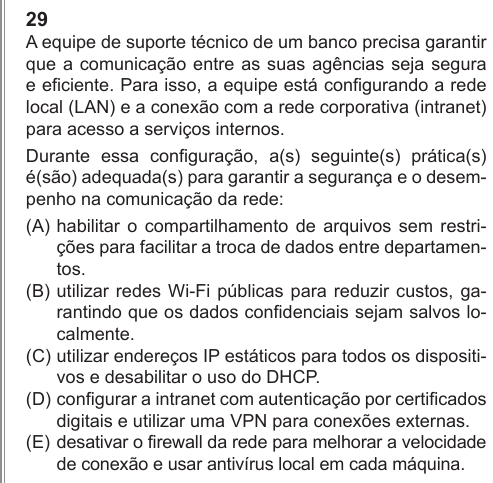 29
A equipe de suporte técnico de um banco precisa garantir
que a comunicação entre as suas agências seja segura
e eficiente. Para isso, a equipe está configurando a rede
local (LAN) e a conexão com a rede corporativa (intranet)
para acesso a serviços internos.
Durante essa configuração, a(s) seguinte(s) prática(s)
é(são) adequada(s) para garantir a segurança e o desem-
penho na comunicação da rede:
(A) habilitar o compartilhamento de arquivos sem restri-
ções para facilitar a troca de dados entre departamen-
tos.
(B) utilizar redes Wi-Fi públicas para reduzir custos, ga-
rantindo que os dados confidenciais sejam salvos lo-
calmente.
(C) utilizar endereços IP estáticos para todos os dispositi-
vos e desabilitar o uso do DHCP.
(D) configurar a intranet com autenticação por certificados
digitais e utilizar uma VPN para conexões externas.
(E) desativar o firewall da rede para melhorar a velocidade
de conexão e usar antivírus local em cada máquina.